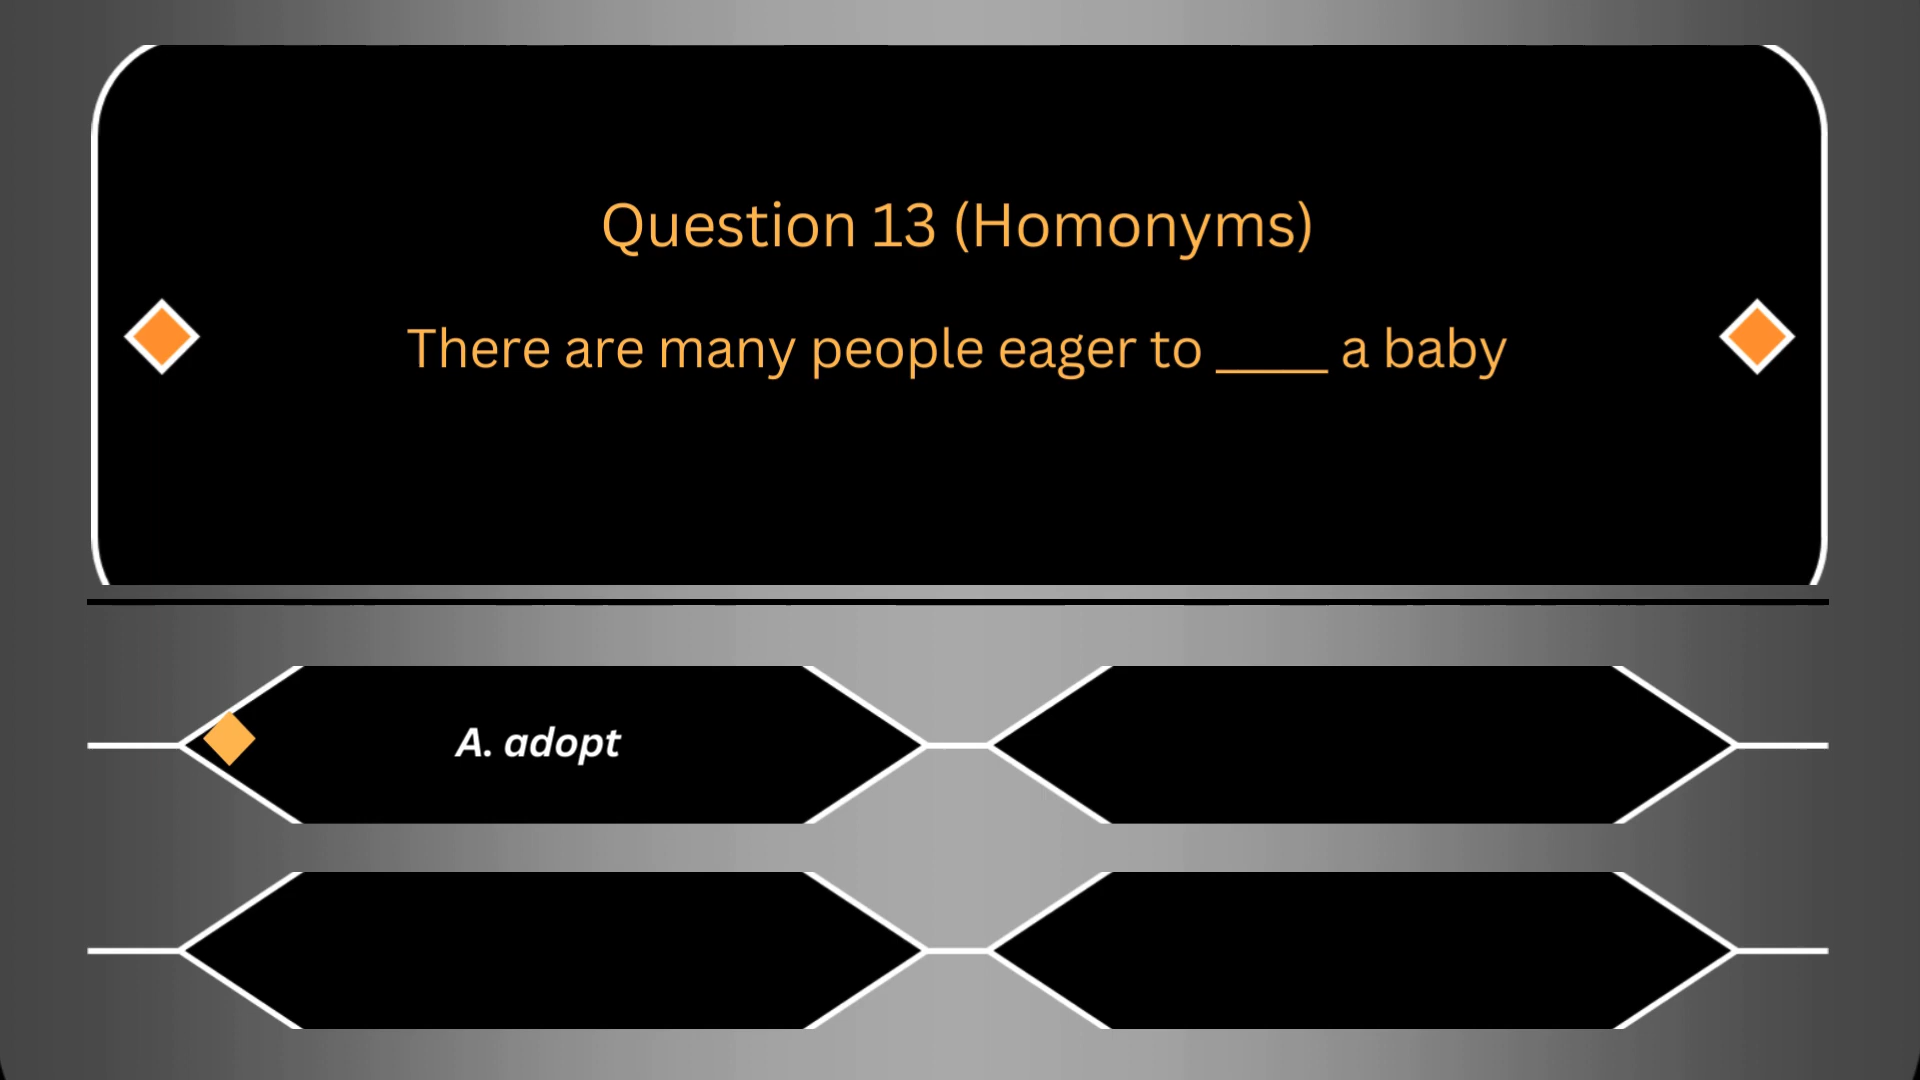 Question 13 (Homonyms)
There are many people eager to ____ a baby
A. adopt